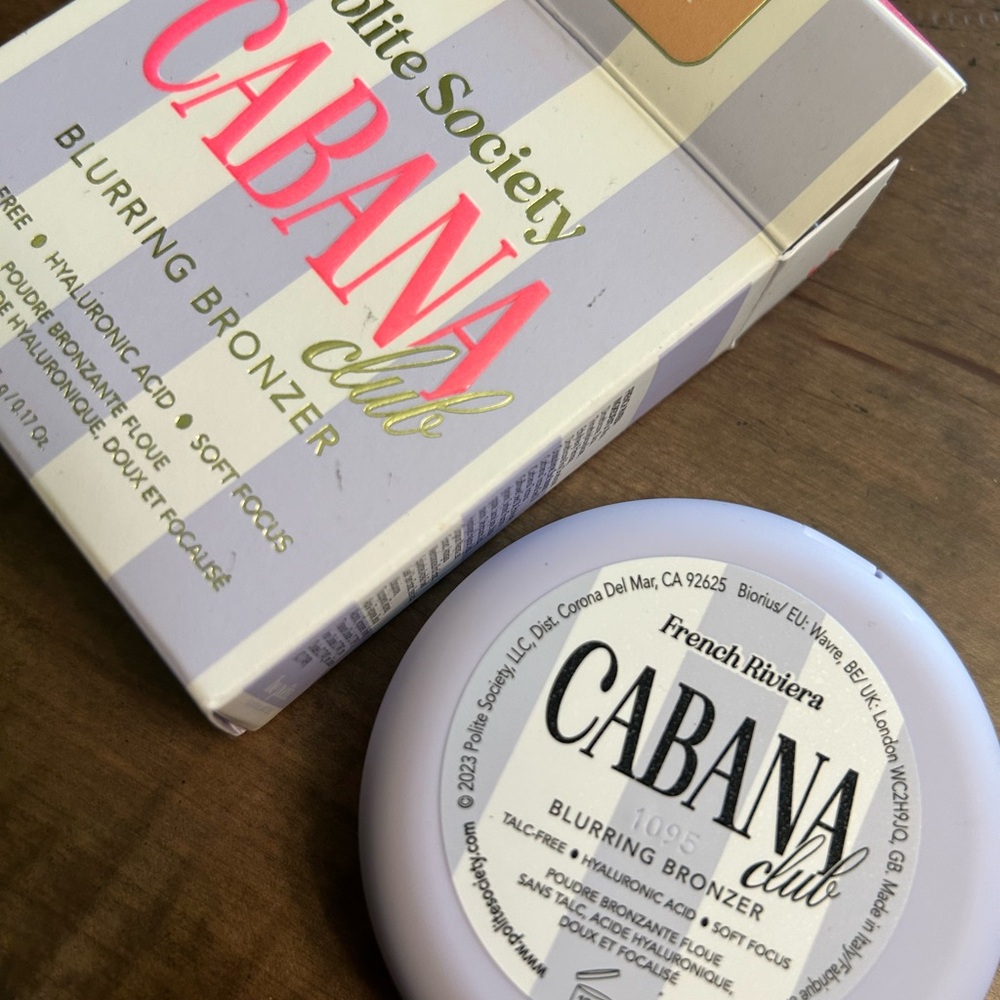 olite Society
CABANA
club
BLURRING BRONZER
FREE • HYALURONIC ACID • SOFT FOCUS
POUDRE BRONZANTE FLOUE
DE HYALURONIQUE, DOUX ET FOCALISÉ
g / 0.17 Oz.
© 2023 Polite Society, LLC, Dist. Corona Del Mar, CA 92625 Biorius/ EU: Wavre, BE/ UK: London WC2H9JQ, GB. Made in Italy/Fabriqué
French Riviera
CABANA
club
1095
BLURRING BRONZER
TALC-FREE • HYALURONIC ACID • SOFT FOCUS
POUDRE BRONZANTE FLOUE
SANS TALC, ACIDE HYALURONIQUE,
DOUX ET FOCALISÉ
www.politesociety.com